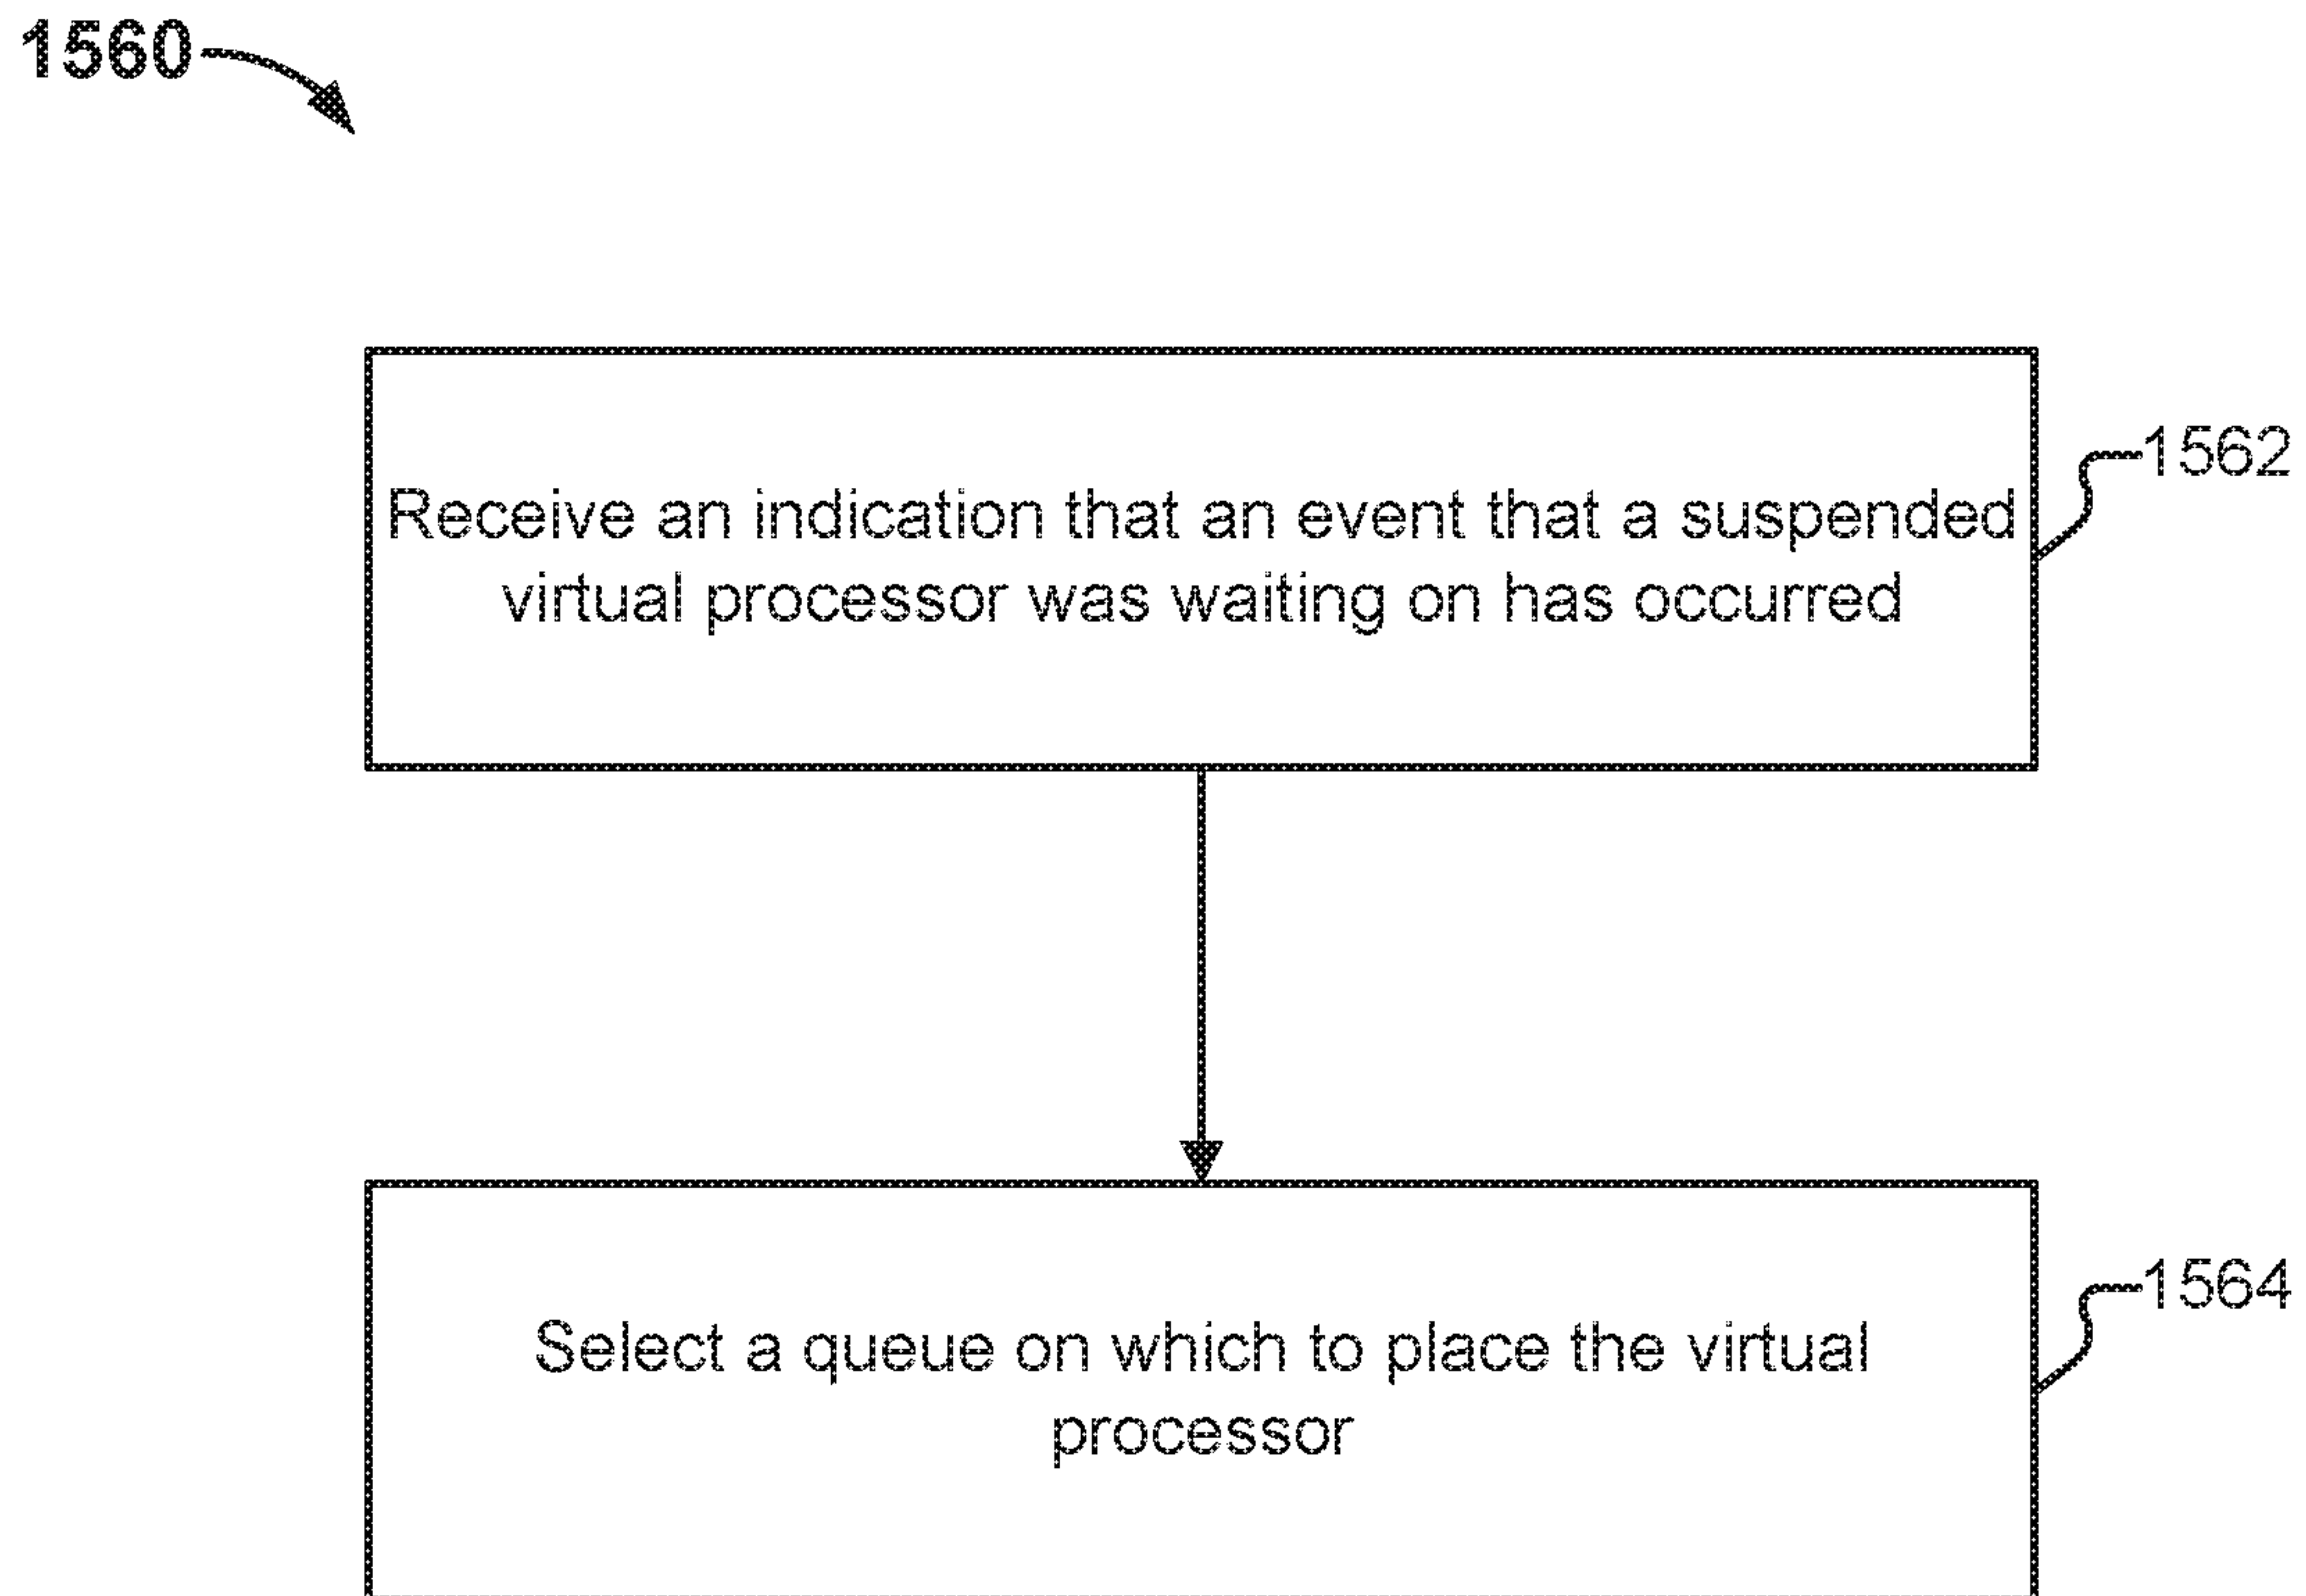 1560
Receive an indication that an event that a suspended
virtual processor was waiting on has occurred
1562
Select a queue on which to place the virtual
processor
1564